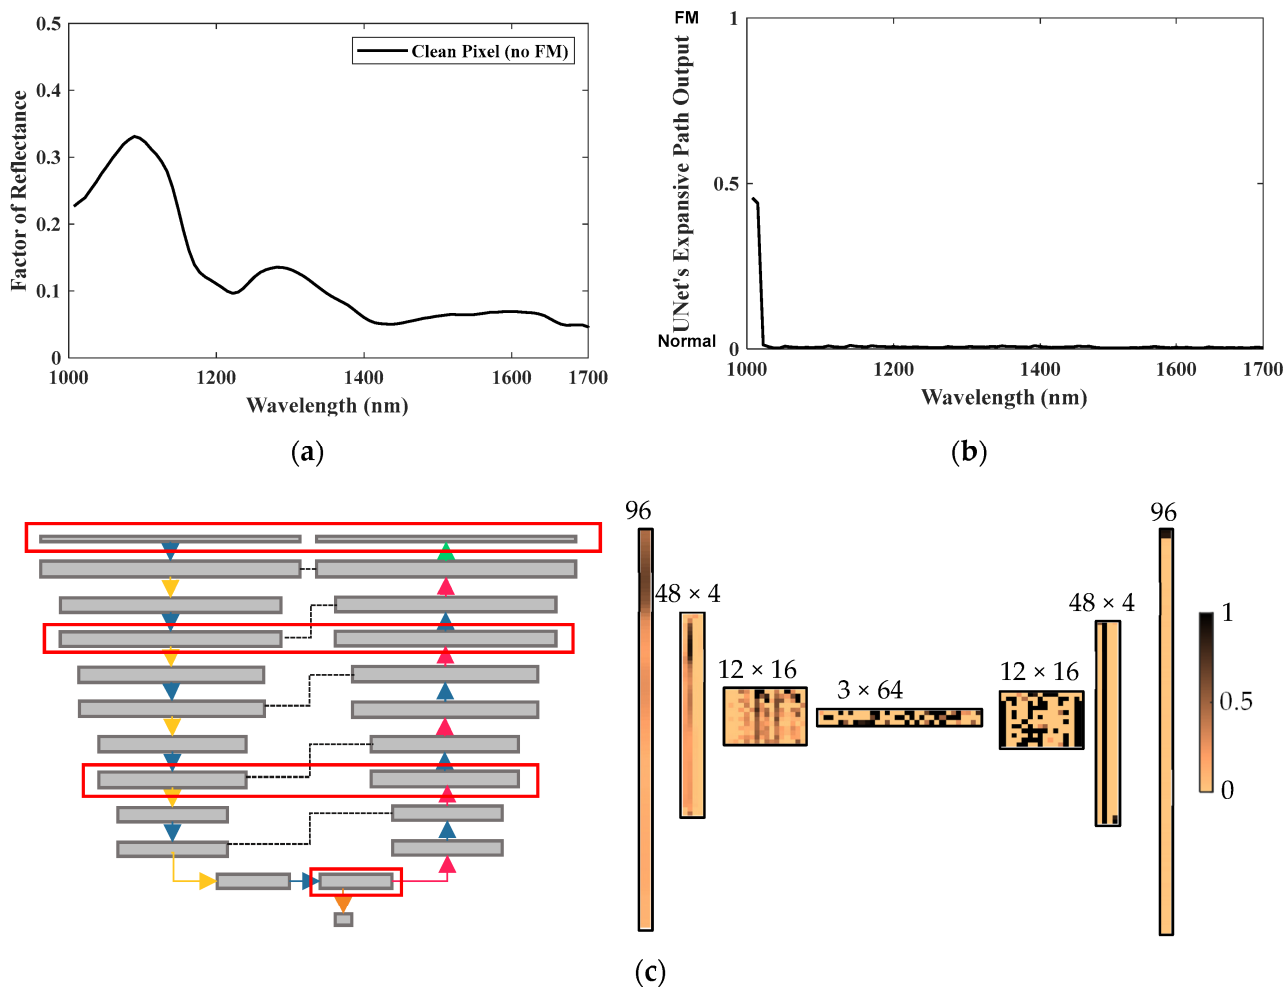 0.5
0.4
0.3
0.2
0.1
0
Factor of Reflectance
Clean Pixel (no FM)
1000 1200 1400 1600 1700
Wavelength (nm)
(a)
FM 1
0.5
Normal 0
UNet's Expansive Path Output
1000 1200 1400 1600 1700
Wavelength (nm)
(b)
96
48 × 4
12 × 16
3 × 64
12 × 16
48 × 4
96
1
0.5
0
(c)